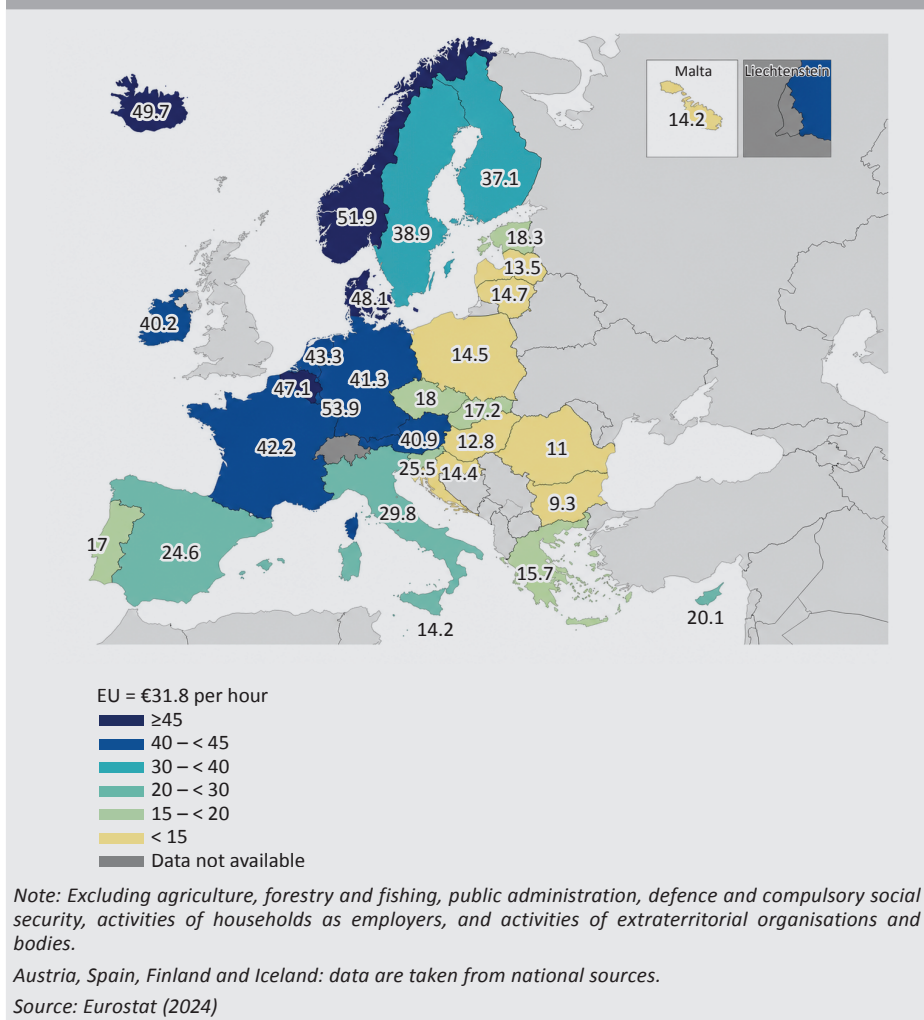 Malta
Liechtenstein
14.2
49.7
37.1
51.9
38.9
18.3
13.5
14.7
48.1
40.2
43.3
14.5
41.3
47.1
18
53.9
17.2
40.9
12.8
42.2
11
25.5
14.4
9.3
29.8
17
24.6
15.7
20.1
14.2
EU = €31.8 per hour
≥45
40 – < 45
30 – < 40
20 – < 30
15 – < 20
< 15
Data not available
Note: Excluding agriculture, forestry and fishing, public administration, defence and compulsory social
security, activities of households as employers, and activities of extraterritorial organisations and
bodies.
Austria, Spain, Finland and Iceland: data are taken from national sources.
Source: Eurostat (2024)